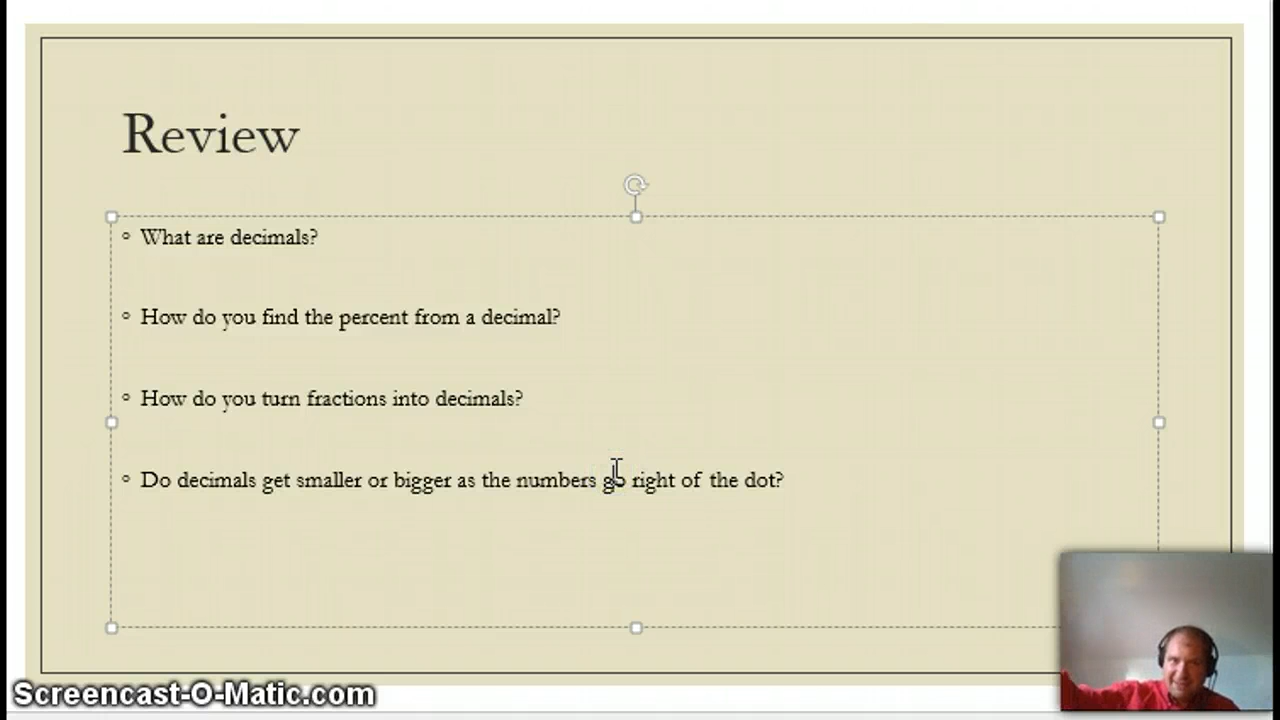 Review
What are decimals?
How do you find the percent from a decimal?
How do you turn fractions into decimals?
Do decimals get smaller or bigger as the numbers go right of the dot?
Screencast-O-Matic.com